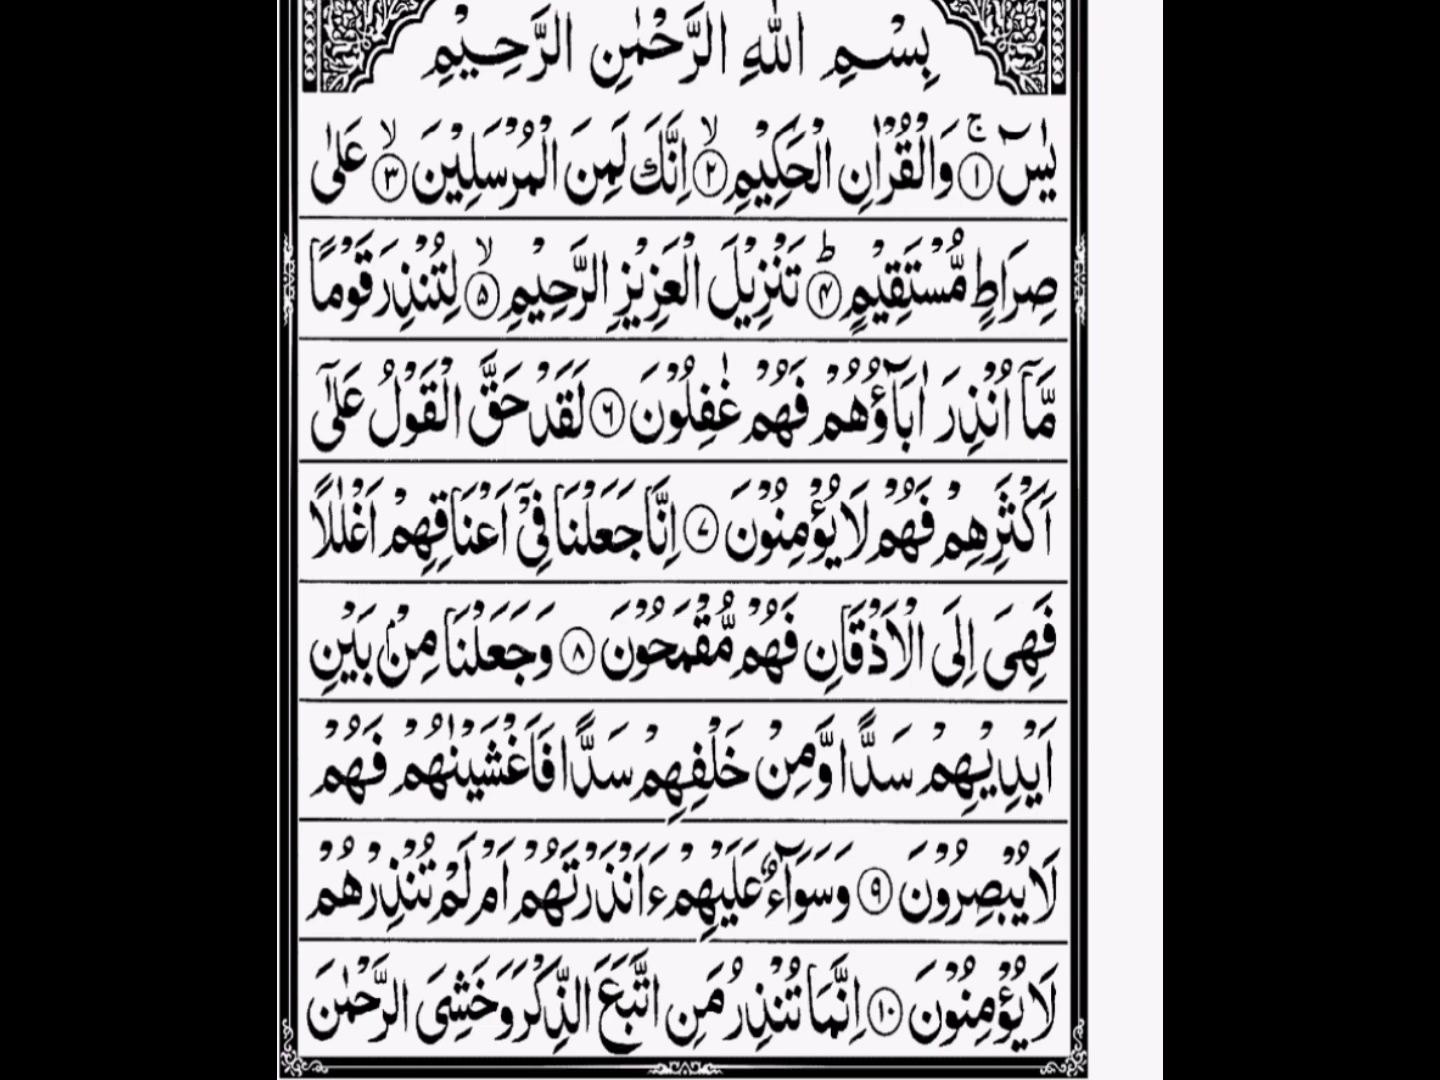 بِسْمِ اللّٰهِ الرَّحْمٰنِ الرَّحِيْمِ
يٰسٓ ۚ ۝۱ وَالْقُرْاٰنِ الْحَكِيْمِ ۙ ۝۲ اِنَّكَ لَمِنَ الْمُرْسَلِيْنَ ۙ ۝۳ عَلٰى
صِرَاطٍ مُّسْتَقِيْمٍ ؕ ۝۴ تَنْزِيْلَ الْعَزِيْزِ الرَّحِيْمِ ۙ ۝۵ لِتُنْذِرَ قَوْمًا
مَّاۤ اُنْذِرَ اٰبَآؤُهُمْ فَهُمْ غٰفِلُوْنَ ۝۶ لَقَدْ حَقَّ الْقَوْلُ عَلٰۤى
اَكْثَرِهِمْ فَهُمْ لَا يُؤْمِنُوْنَ ۝۷ اِنَّا جَعَلْنَا فِيْۤ اَعْنَاقِهِمْ اَغْلٰلًا
فَهِىَ اِلَى الْاَذْقَانِ فَهُمْ مُّقْمَحُوْنَ ۝۸ وَجَعَلْنَا مِنْۢ بَيْنِ
اَيْدِيْهِمْ سَدًّا وَّمِنْ خَلْفِهِمْ سَدًّا فَاَغْشَيْنٰهُمْ فَهُمْ
لَا يُبْصِرُوْنَ ۝۹ وَسَوَآءٌ عَلَيْهِمْ ءَاَنْذَرْتَهُمْ اَمْ لَمْ تُنْذِرْهُمْ
لَا يُؤْمِنُوْنَ ۝۱۰ اِنَّمَا تُنْذِرُ مَنِ اتَّبَعَ الذِّكْرَ وَخَشِىَ الرَّحْمٰنَ